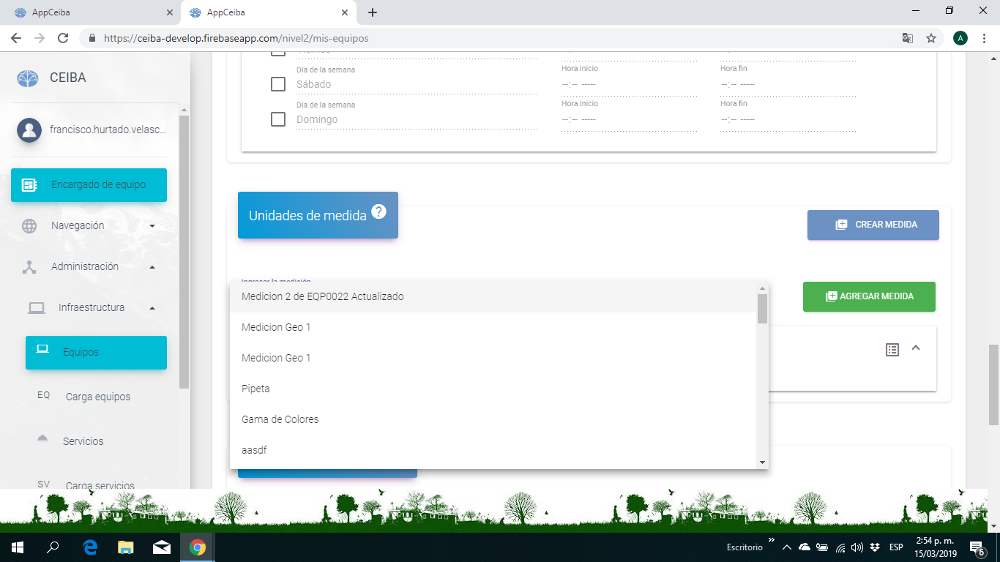 AppCeiba
AppCeiba
https://ceiba-develop.firebaseapp.com/nivel2/mis-equipos
A
CEIBA
francisco.hurtado.velasc...
Encargado de equipo
Navegación
Administración
Infraestructura
Equipos
EQ Carga equipos
Servicios
SV Carga servicios
Día de la semana Hora inicio Hora fin
Sábado --:-- ----- --:-- -----
Día de la semana Hora inicio Hora fin
Domingo --:-- ----- --:-- -----
Unidades de medida ?
CREAR MEDIDA
Ingresar la medición
AGREGAR MEDIDA
Medicion 2 de EQP0022 Actualizado
Medicion Geo 1
Medicion Geo 1
Pipeta
Gama de Colores
aasdf
Escritorio
ESP
2:54 p. m.
15/03/2019
6